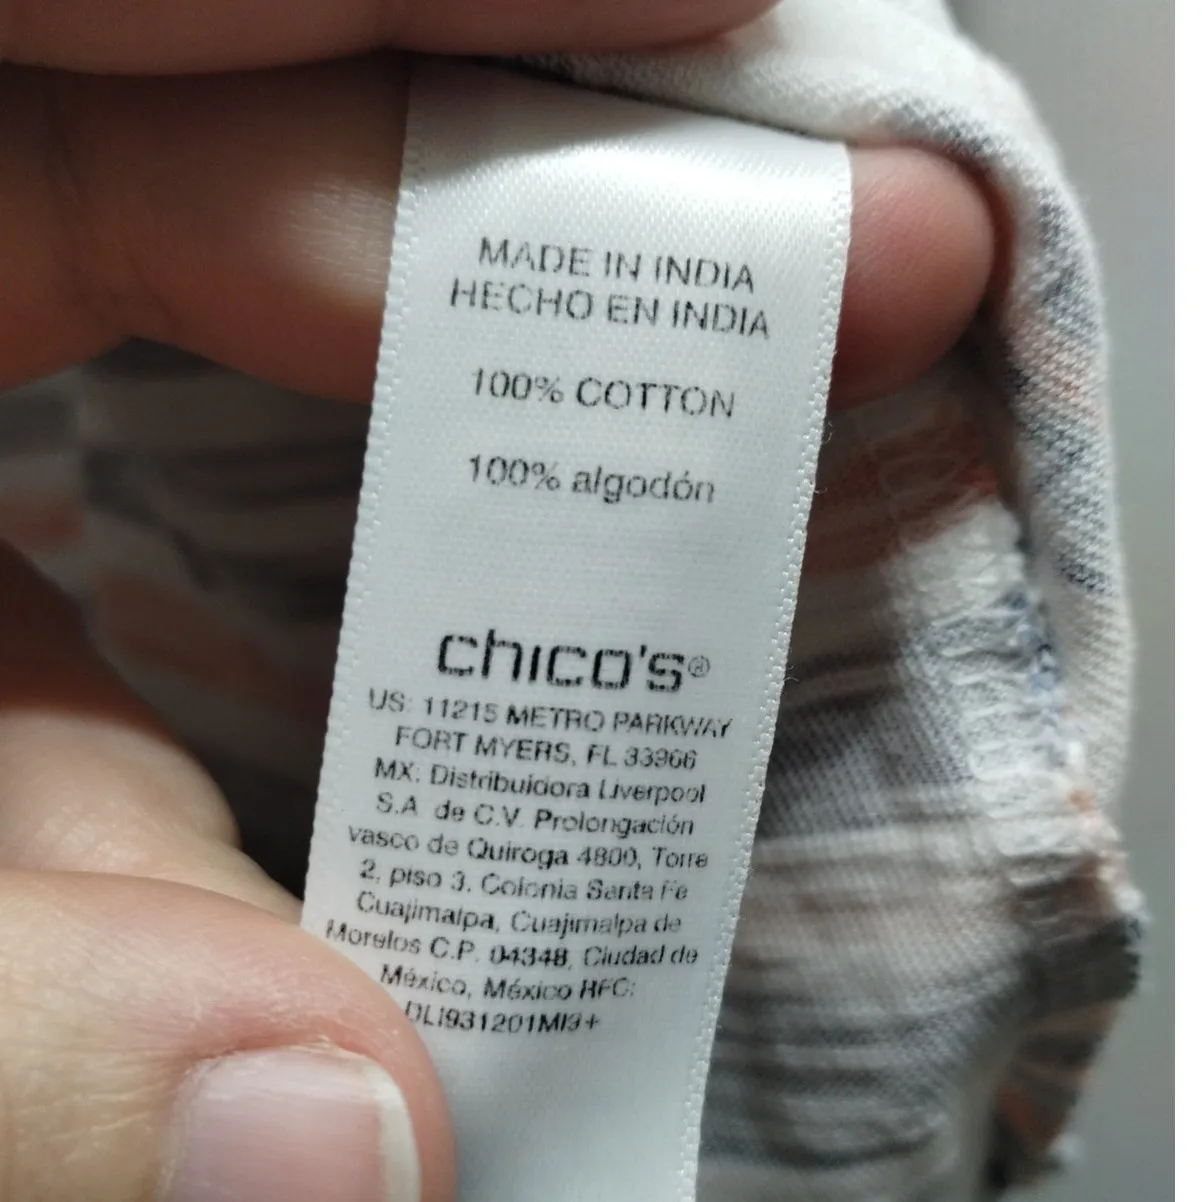 MADE IN INDIA
HECHO EN INDIA
100% COTTON
100% algodón
chico's®
US: 11215 METRO PARKWAY
FORT MYERS, FL 33966
MX: Distribuidora Liverpool
S.A. de C.V. Prolongación
vasco de Quiroga 4800, Torre
2, piso 3. Colonia Santa Fe
Cuajimalpa, Cuajimalpa de
Morelos C.P. 04348, Ciudad de
México, México RFC:
DLI931201MI9+